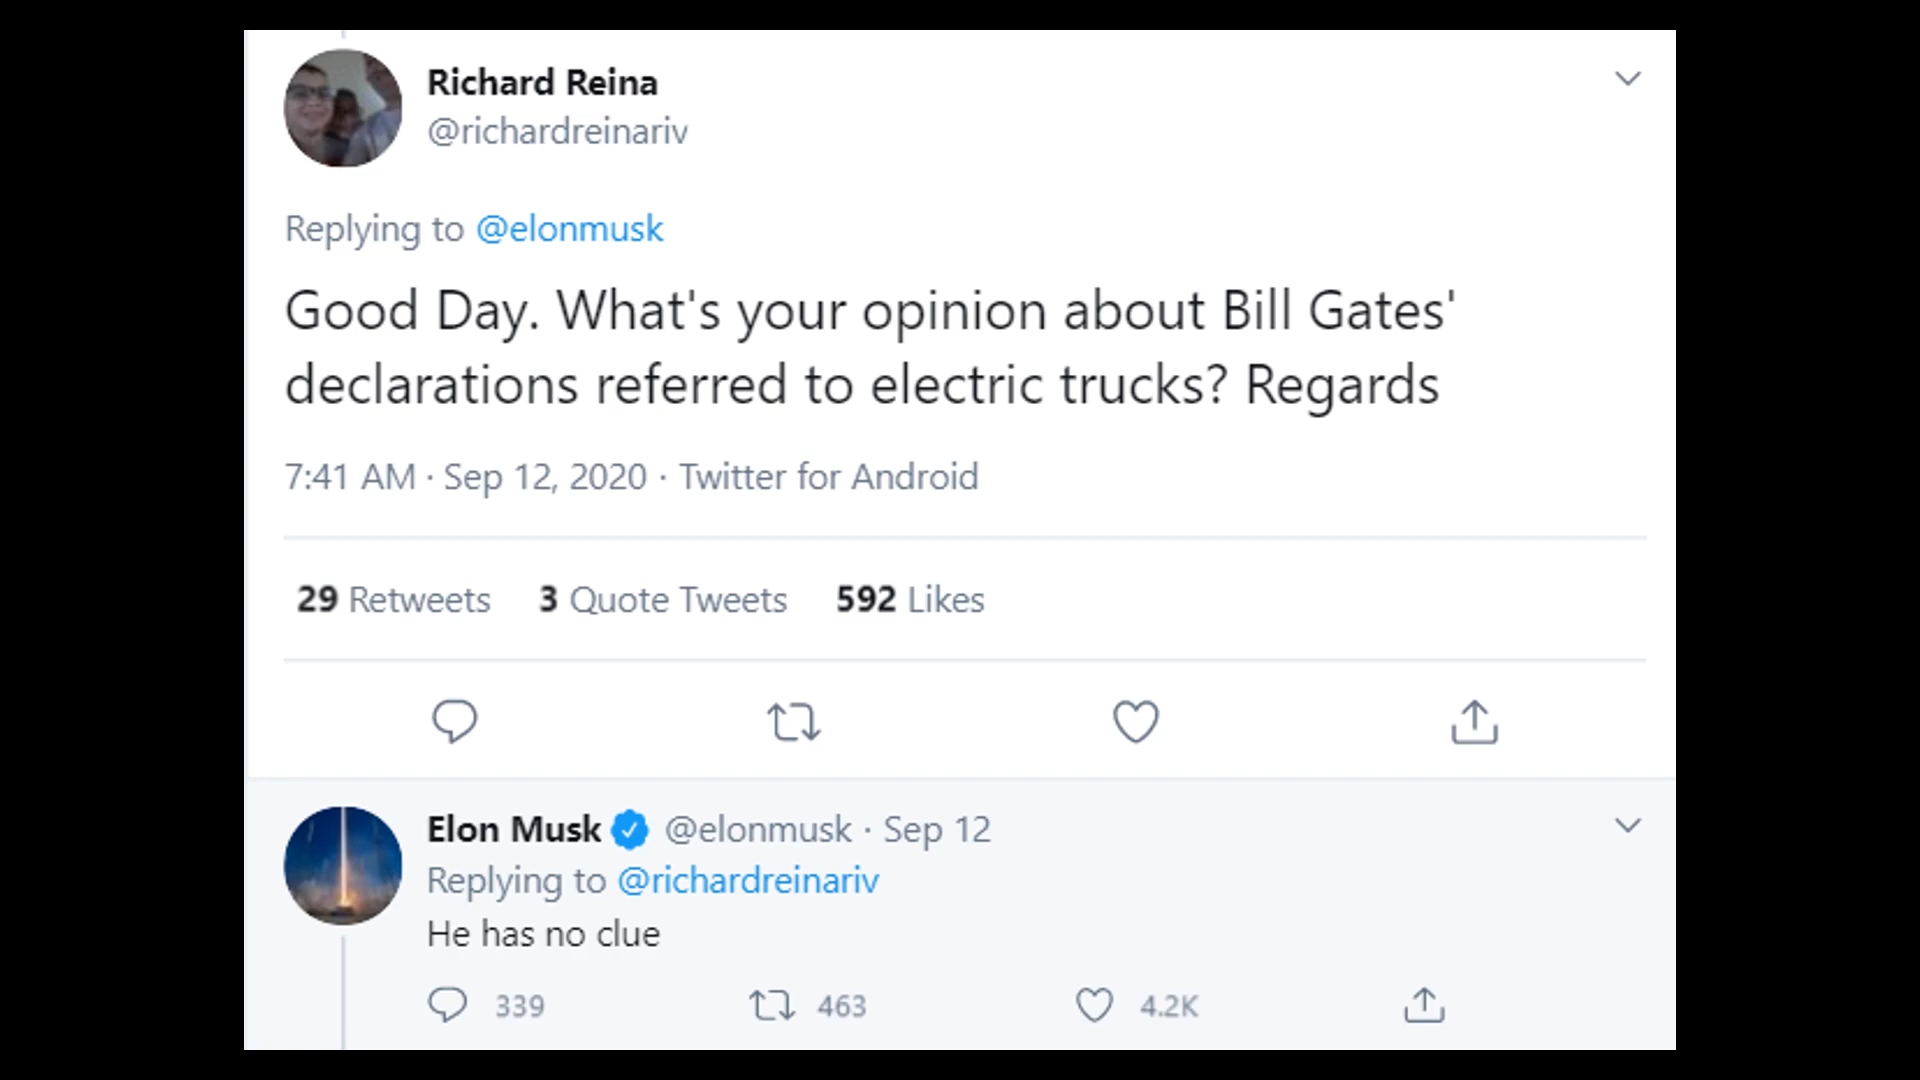 Richard Reina
@richardreinariv
Replying to @elonmusk
Good Day. What's your opinion about Bill Gates'
declarations referred to electric trucks? Regards
7:41 AM · Sep 12, 2020 · Twitter for Android
29 Retweets 3 Quote Tweets 592 Likes
Elon Musk @elonmusk · Sep 12
Replying to @richardreinariv
He has no clue
339 463 4.2K